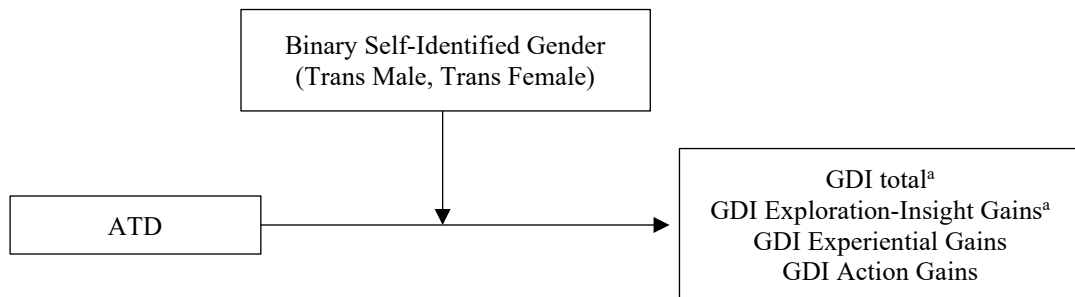 Binary Self-Identified Gender
(Trans Male, Trans Female)
ATD
GDI totalᵃ
GDI Exploration-Insight Gainsᵃ
GDI Experiential Gains
GDI Action Gains